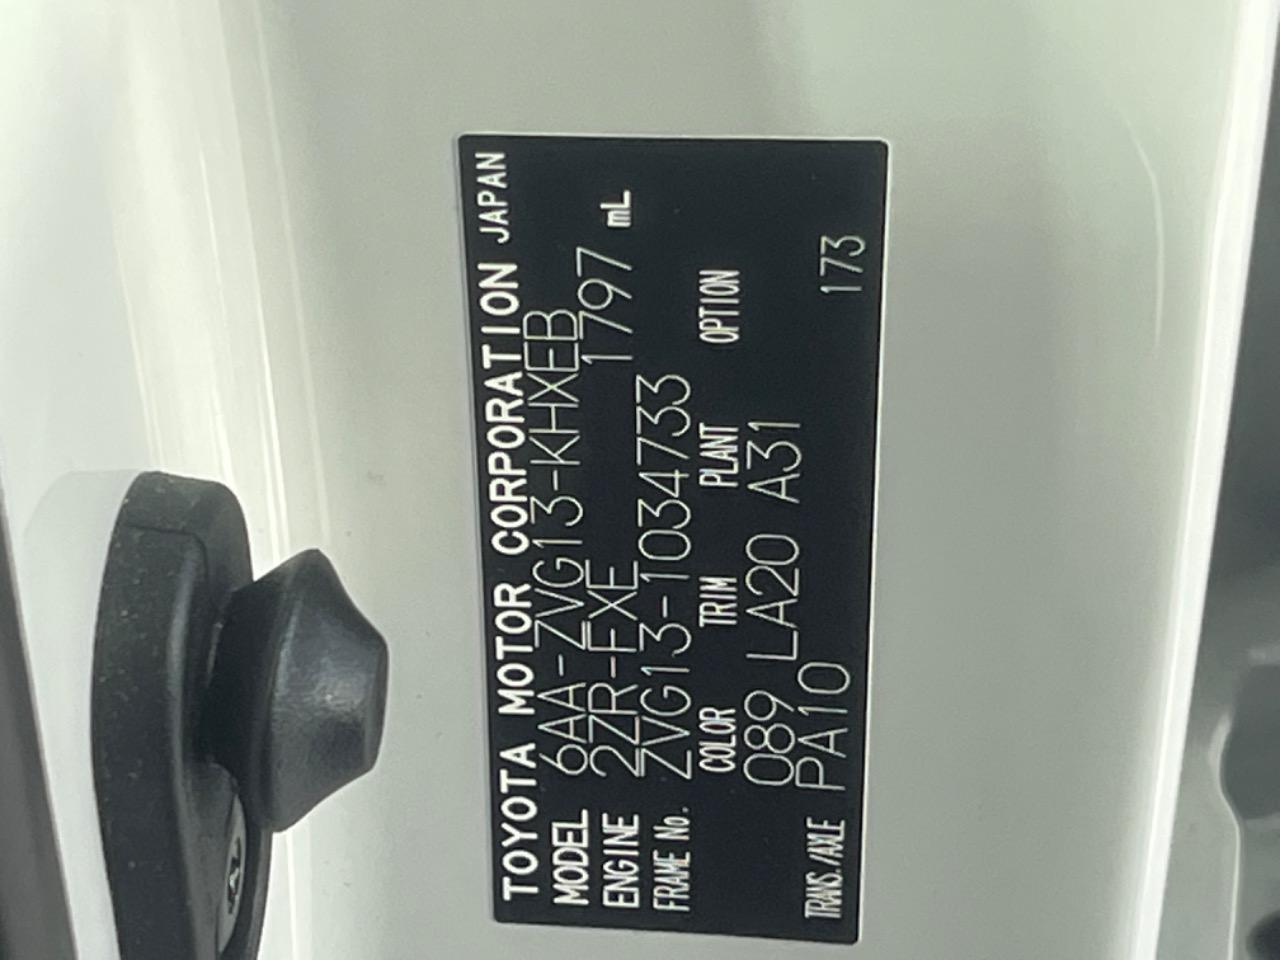 TOYOTA MOTOR CORPORATION JAPAN
MODEL 6AA-ZVG13-KHXEB
ENGINE 2ZR-FXE 1797 mL
FRAME No. ZVG13-1034733
COLOR TRIM PLANT OPTION
089 LA20 A31
TRANS./AXLE PA10 173